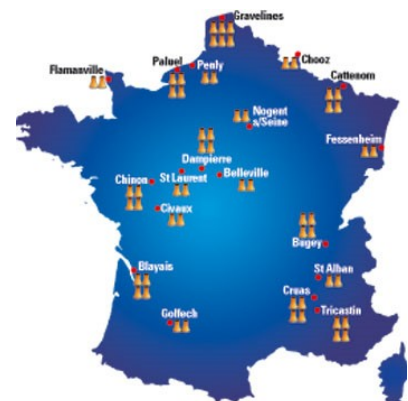 Gravelines
Chooz
Paluel
Penly
Flamanville
Cattenom
Nogent
s/Seine
Fessenheim
Dampierre
Chinon
St Laurent
Belleville
Civaux
Bugey
Blayais
St Alban
Cruas
Golfech
Tricastin